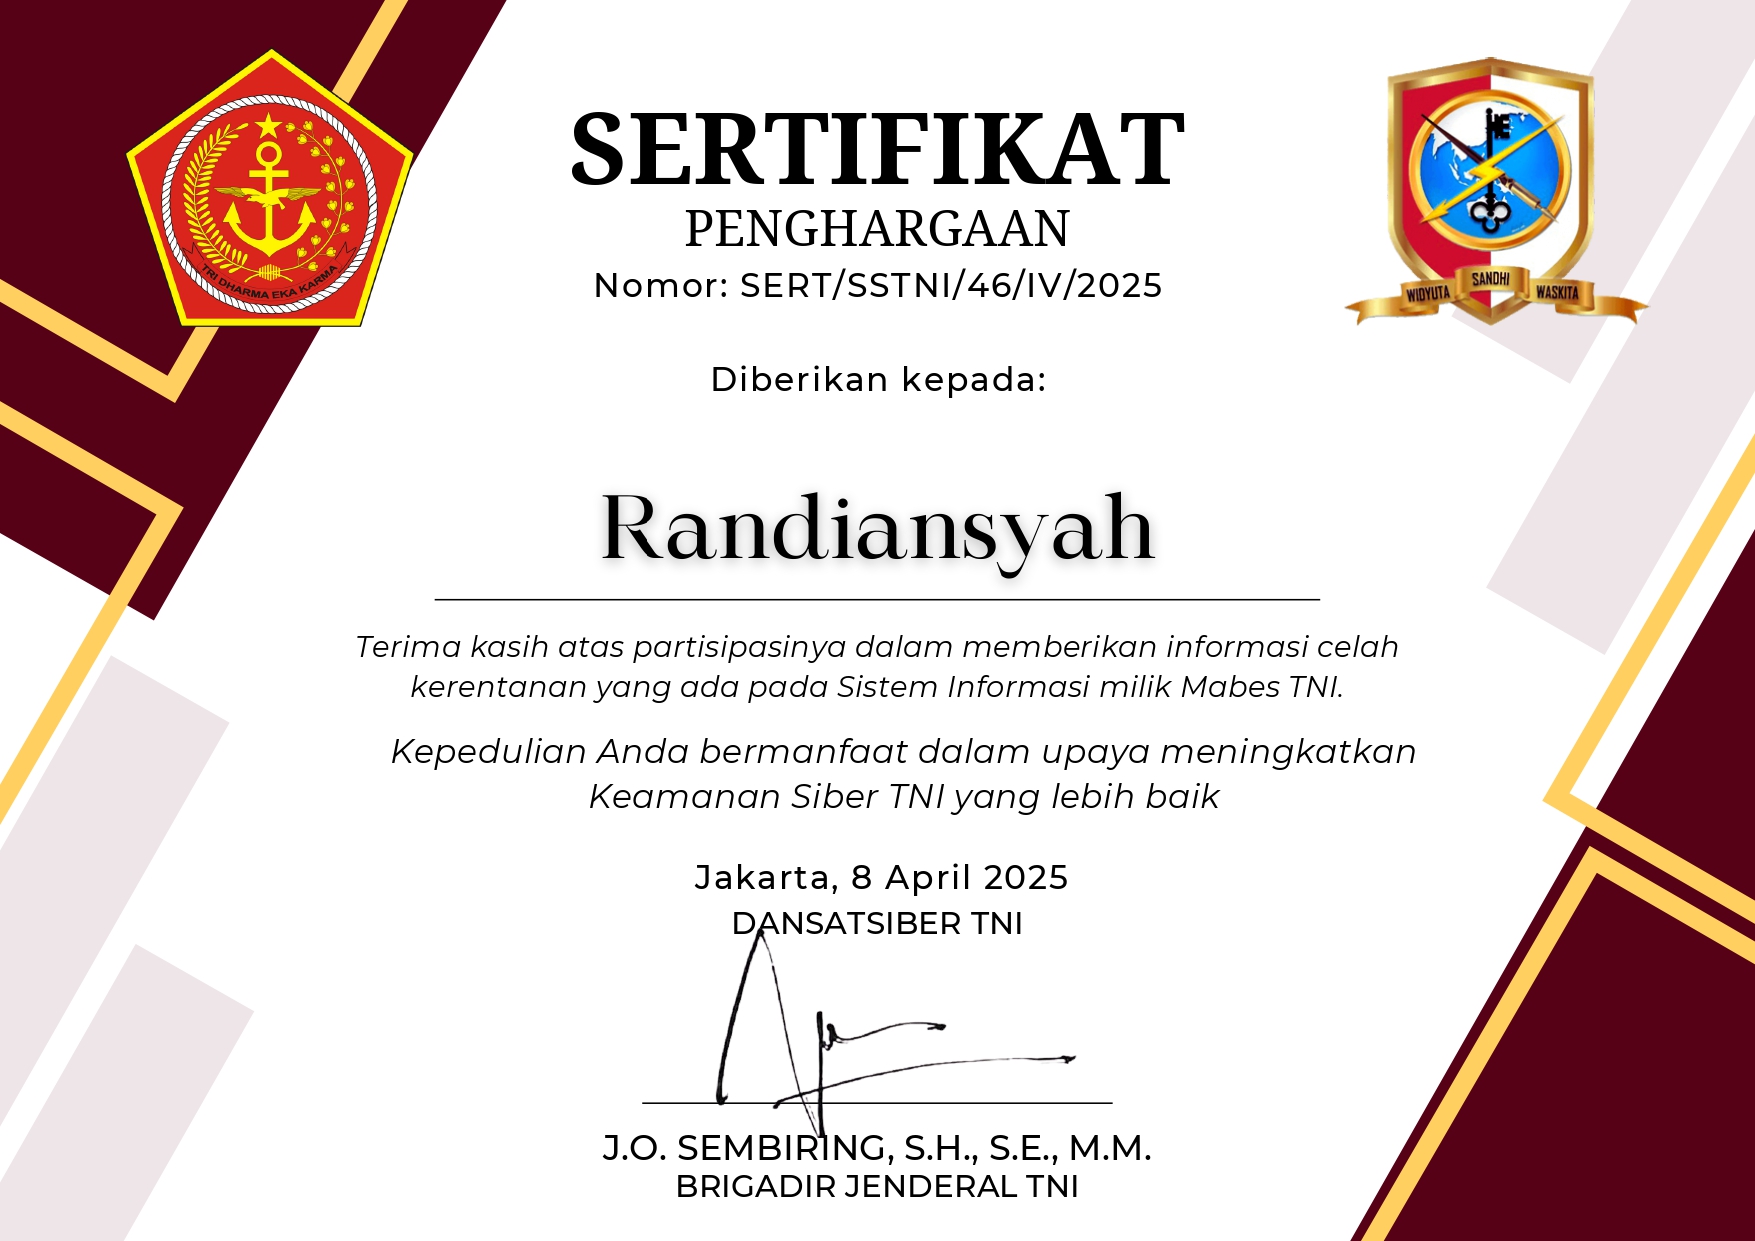 TRI DHARMA EKA KARMA
SERTIFIKAT
PENGHARGAAN
Nomor: SERT/SSTNI/46/IV/2025
WIDYUTA SANDHI WASKITA
Diberikan kepada:
Randiansyah
Terima kasih atas partisipasinya dalam memberikan informasi celah
kerentanan yang ada pada Sistem Informasi milik Mabes TNI.
Kepedulian Anda bermanfaat dalam upaya meningkatkan
Keamanan Siber TNI yang lebih baik
Jakarta, 8 April 2025
DANSATSIBER TNI
J.O. SEMBIRING, S.H., S.E., M.M.
BRIGADIR JENDERAL TNI